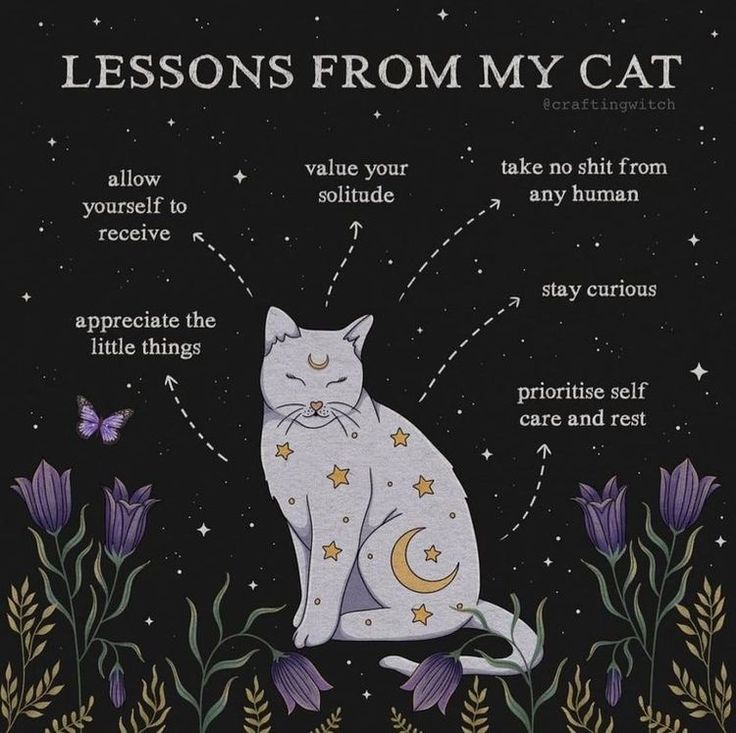 LESSONS FROM MY CAT
@craftingwitch
allow
yourself to
receive
value your
solitude
take no shit from
any human
appreciate the
little things
stay curious
prioritise self
care and rest